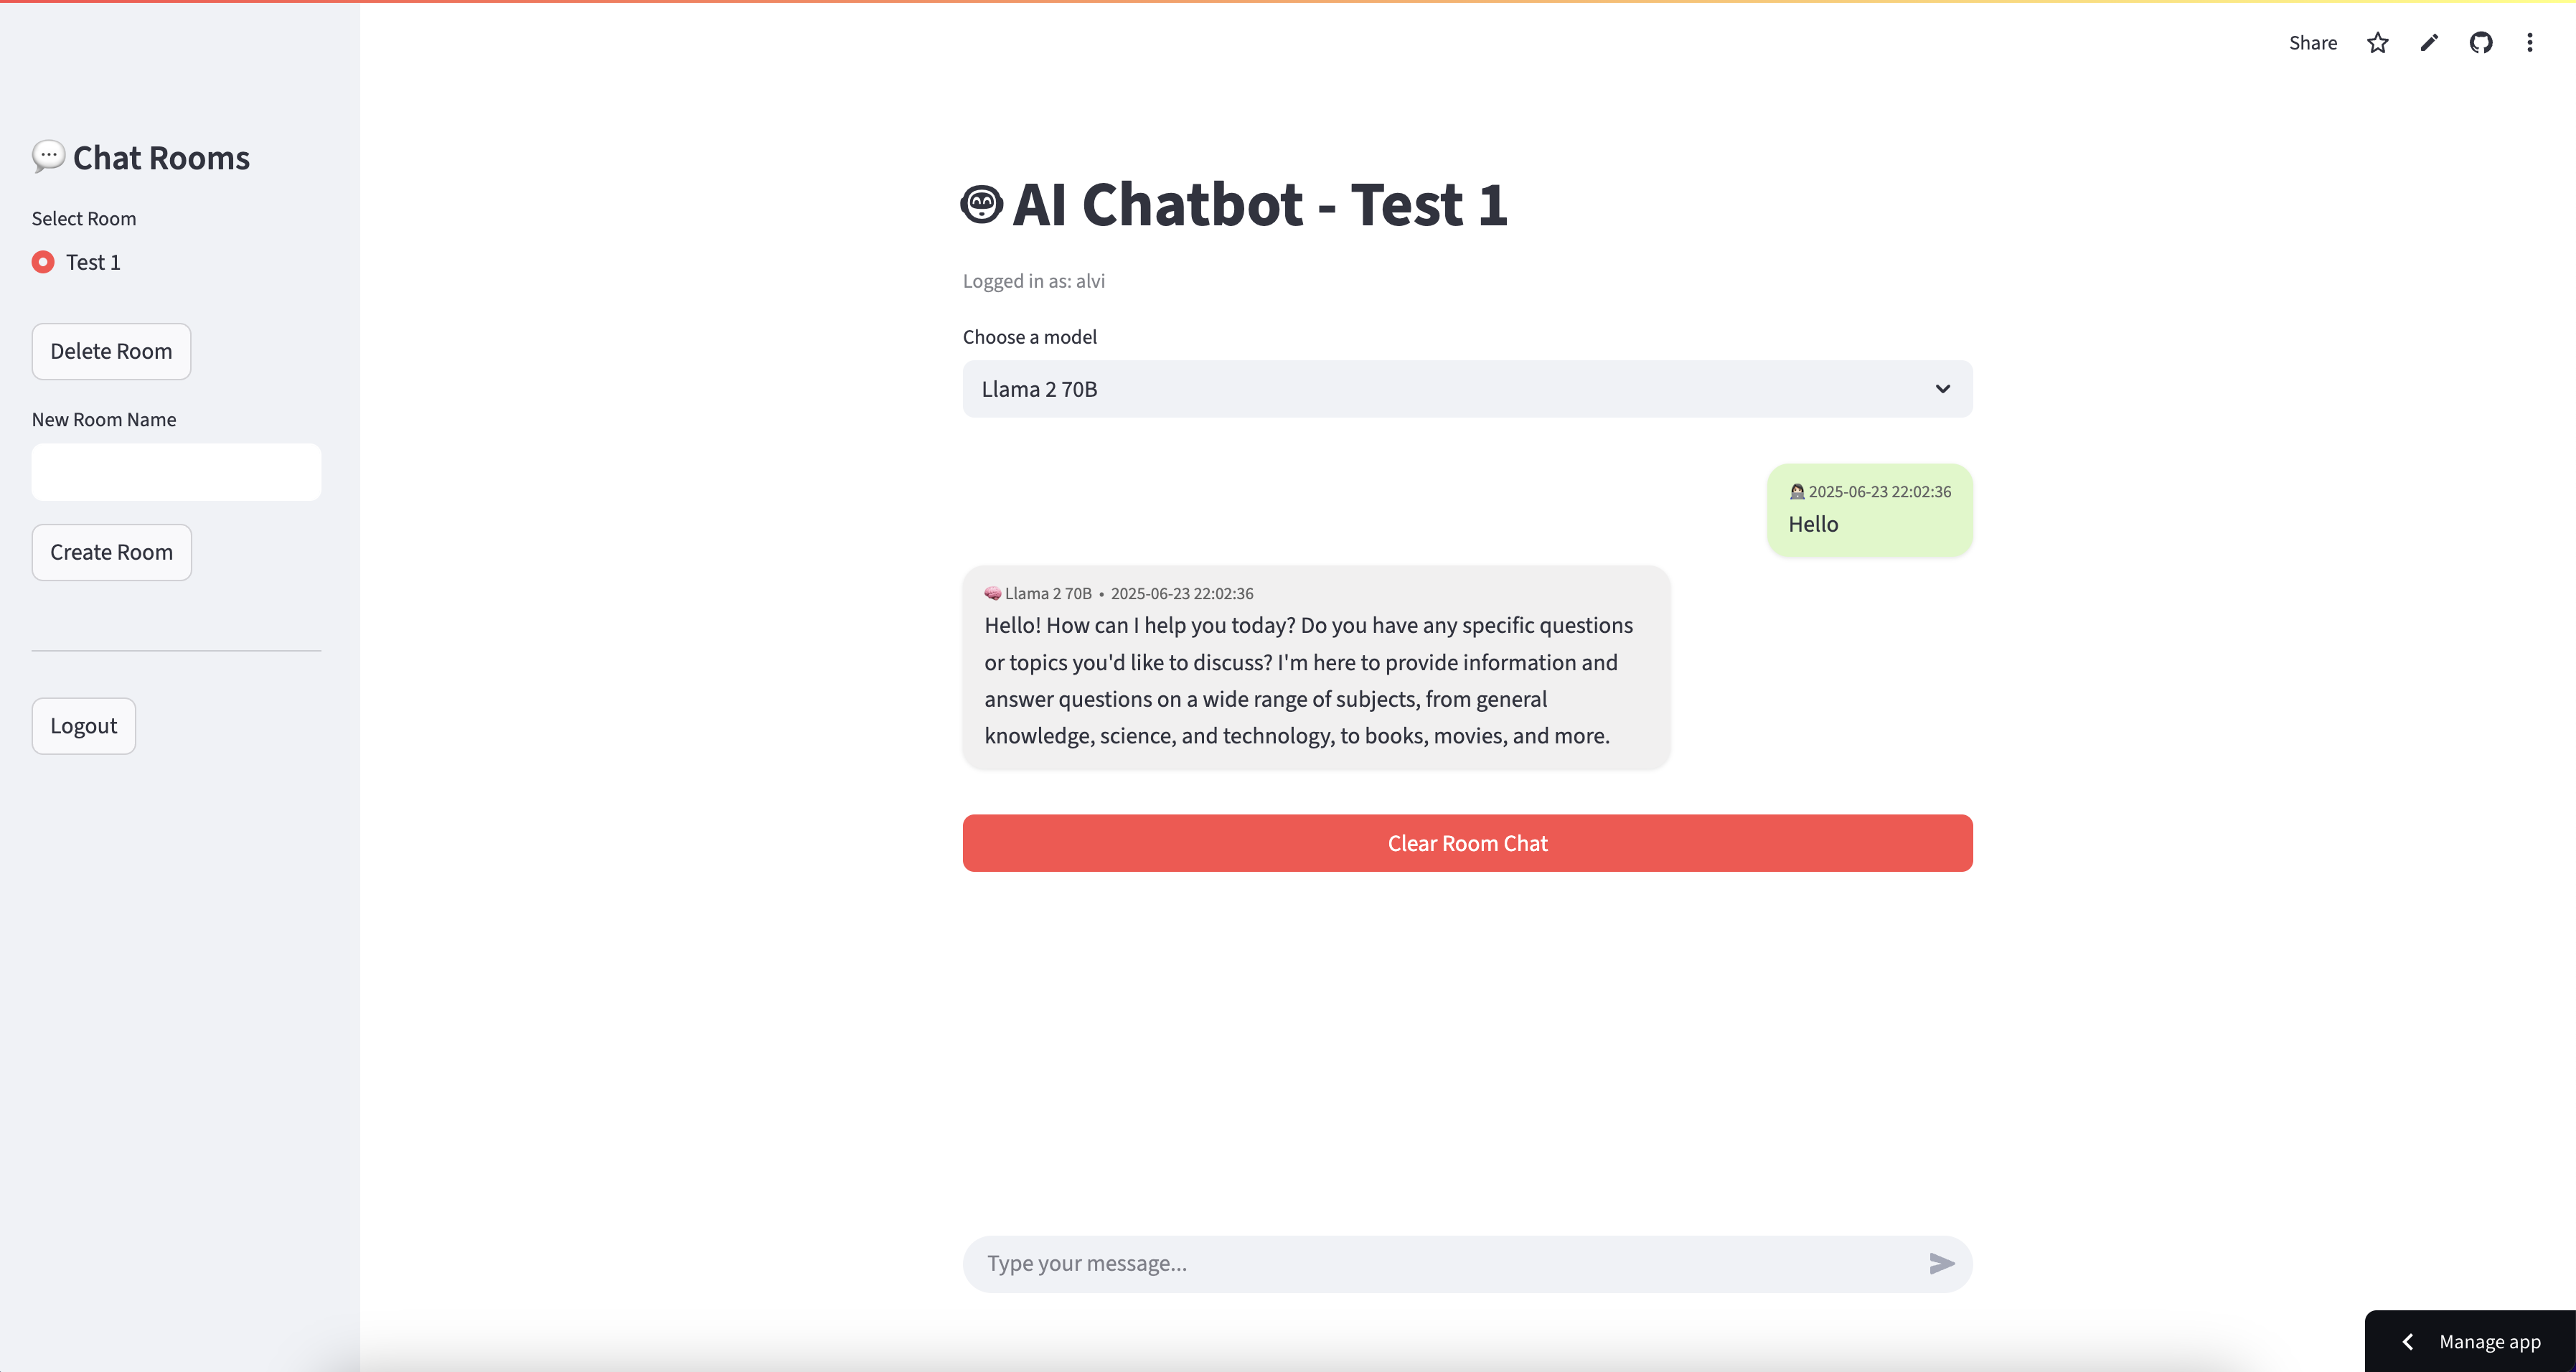 Share
Chat Rooms
Select Room
Test 1
Delete Room
New Room Name
Create Room
Logout
AI Chatbot - Test 1
Logged in as: alvi
Choose a model
Llama 2 70B
2025-06-23 22:02:36
Hello
Llama 2 70B • 2025-06-23 22:02:36
Hello! How can I help you today? Do you have any specific questions
or topics you'd like to discuss? I'm here to provide information and
answer questions on a wide range of subjects, from general
knowledge, science, and technology, to books, movies, and more.
Clear Room Chat
Type your message...
Manage app